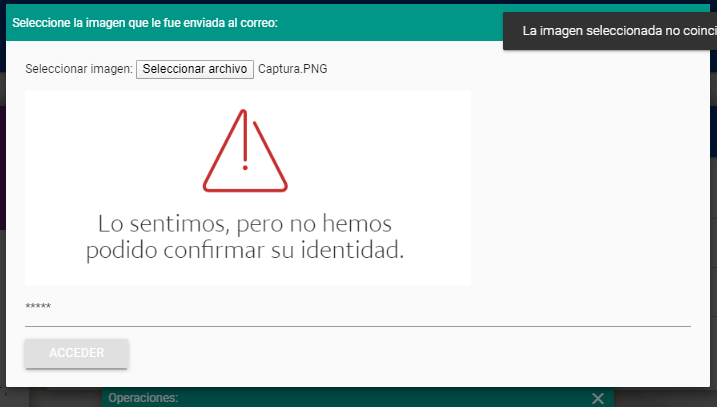 Seleccione la imagen que le fue enviada al correo:
La imagen seleccionada no
Seleccionar imagen: Seleccionar archivo Captura.PNG
Lo sentimos, pero no hemos
podido confirmar su identidad.
*****
ACCEDER
Operaciones: